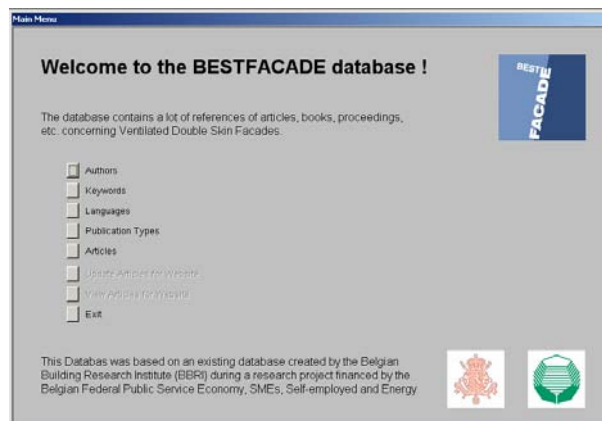 Main Menu
Welcome to the BESTFACADE database !
BEST
FACADE
The database contains a lot of references of articles, books, proceedings,
etc. concerning Ventilated Double Skin Facades.
Authors
Keywords
Languages
Publication Types
Articles
Update Articles for Website
View Articles for Website
Exit
This Databas was based on an existing database created by the Belgian
Building Research Institute (BBRI) during a research project financed by the
Belgian Federal Public Service Economy, SMEs, Self-employed and Energy